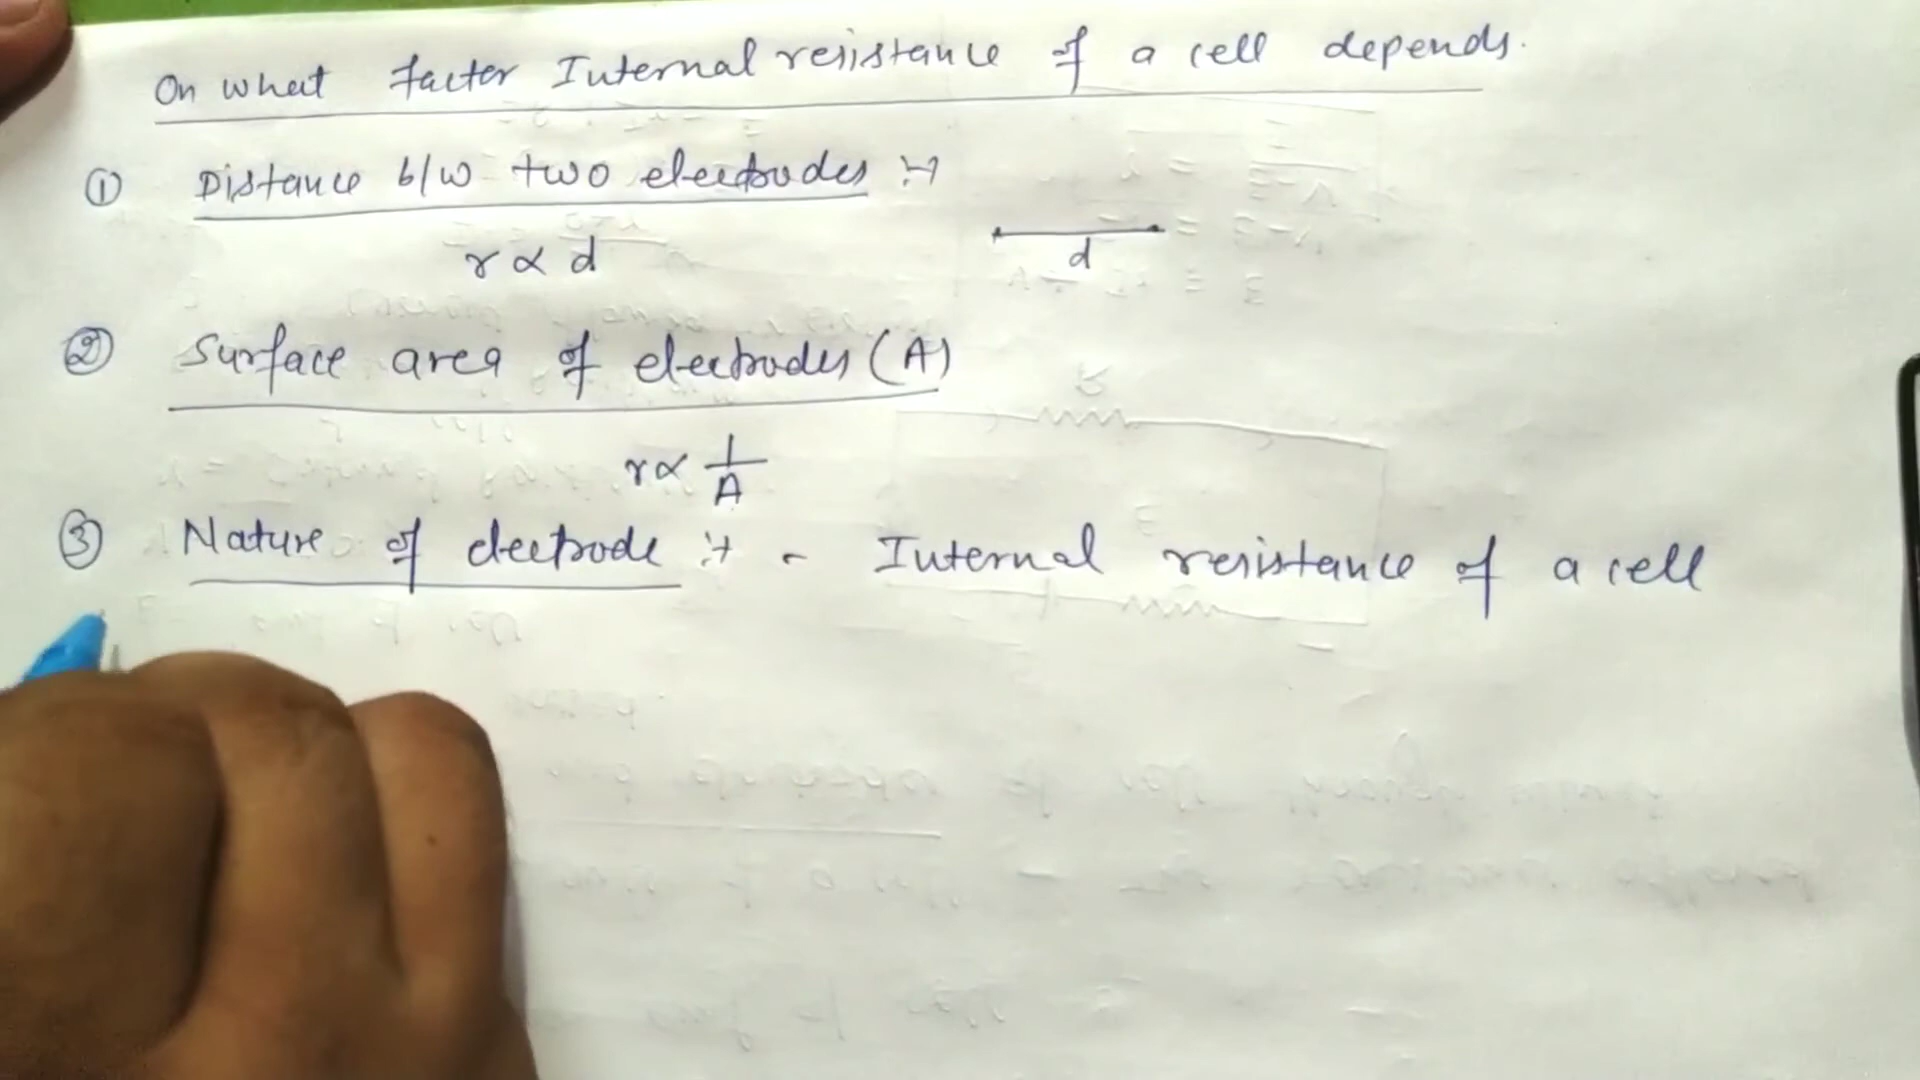 On what factor Internal resistance of a cell depends.
① Distance b/w two electrodes :-
r ∝ d
d
② Surface area of electrodes (A)
r ∝ 1/A
③ Nature of electrode :- - Internal resistance of a cell